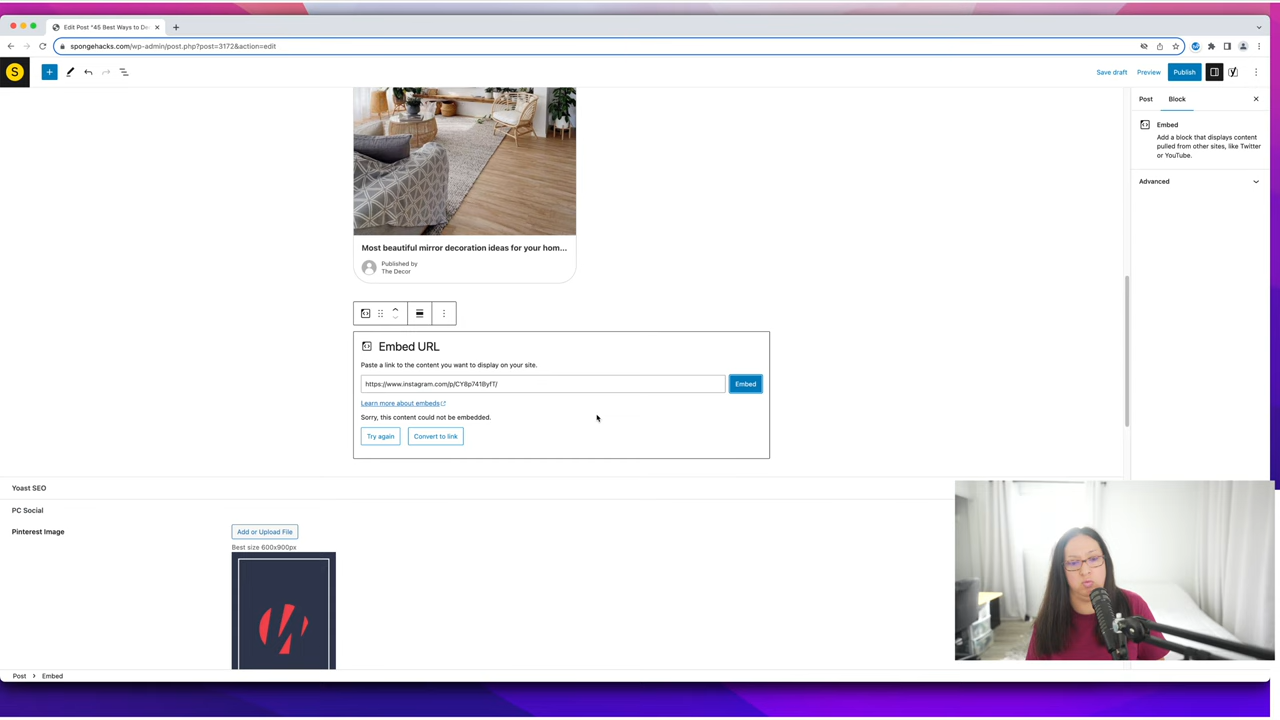 Edit Post "45 Best Ways to De
spongehacks.com/wp-admin/post.php?post=3172&action=edit
S
Save draft
Preview
Publish
Post
Block
Embed
Add a block that displays content
pulled from other sites, like Twitter
or YouTube.
Advanced
Most beautiful mirror decoration ideas for your hom...
Published by
The Decor
Embed URL
Paste a link to the content you want to display on your site.
https://www.instagram.com/p/CY8p741ByfT/
Embed
Learn more about embeds
Sorry, this content could not be embedded.
Try again
Convert to link
Yoast SEO
PC Social
Pinterest Image
Add or Upload File
Best size 600x900px
Post
Embed